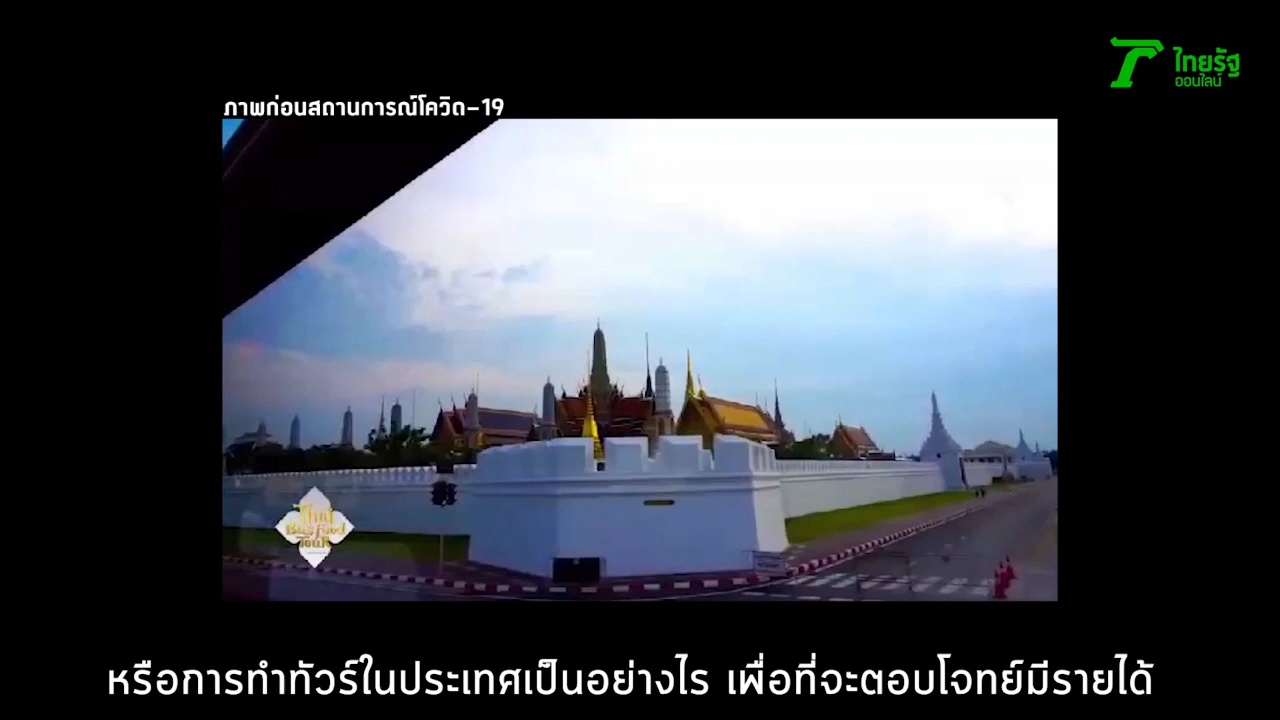 ไทยรัฐ
ออนไลน์
ภาพก่อนสถานการณ์โควิด-19
Thai
Bus Food
Tour
หรือการทำทัวร์ในประเทศเป็นอย่างไร เพื่อที่จะตอบโจทย์มีรายได้